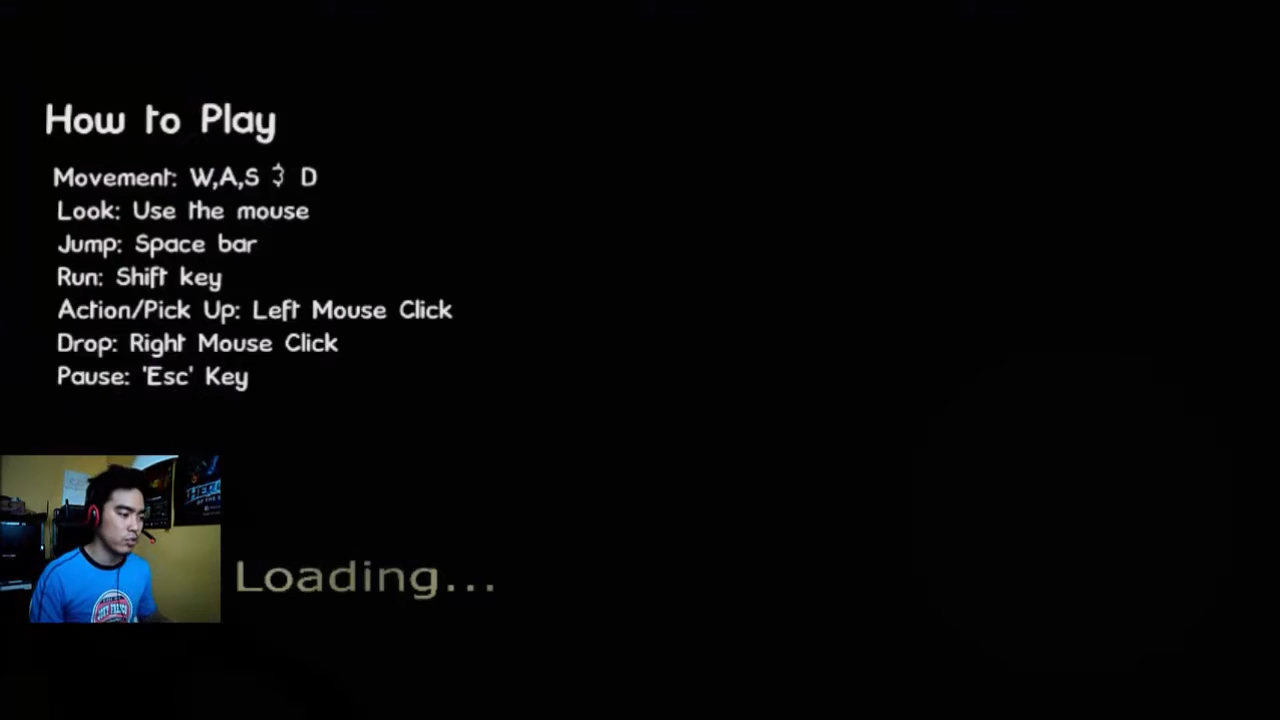 How to Play
Movement: W,A,S & D
Look: Use the mouse
Jump: Space bar
Run: Shift key
Action/Pick Up: Left Mouse Click
Drop: Right Mouse Click
Pause: 'Esc' Key
Loading...